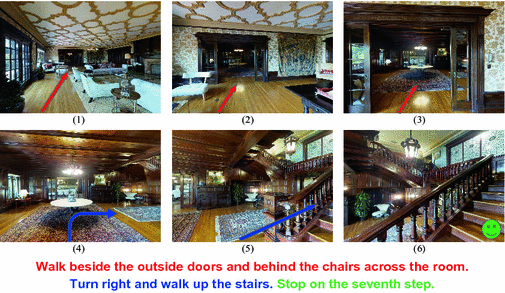 (1) (2) (3)
(4) (5) (6)
Walk beside the outside doors and behind the chairs across the room.
Turn right and walk up the stairs. Stop on the seventh step.